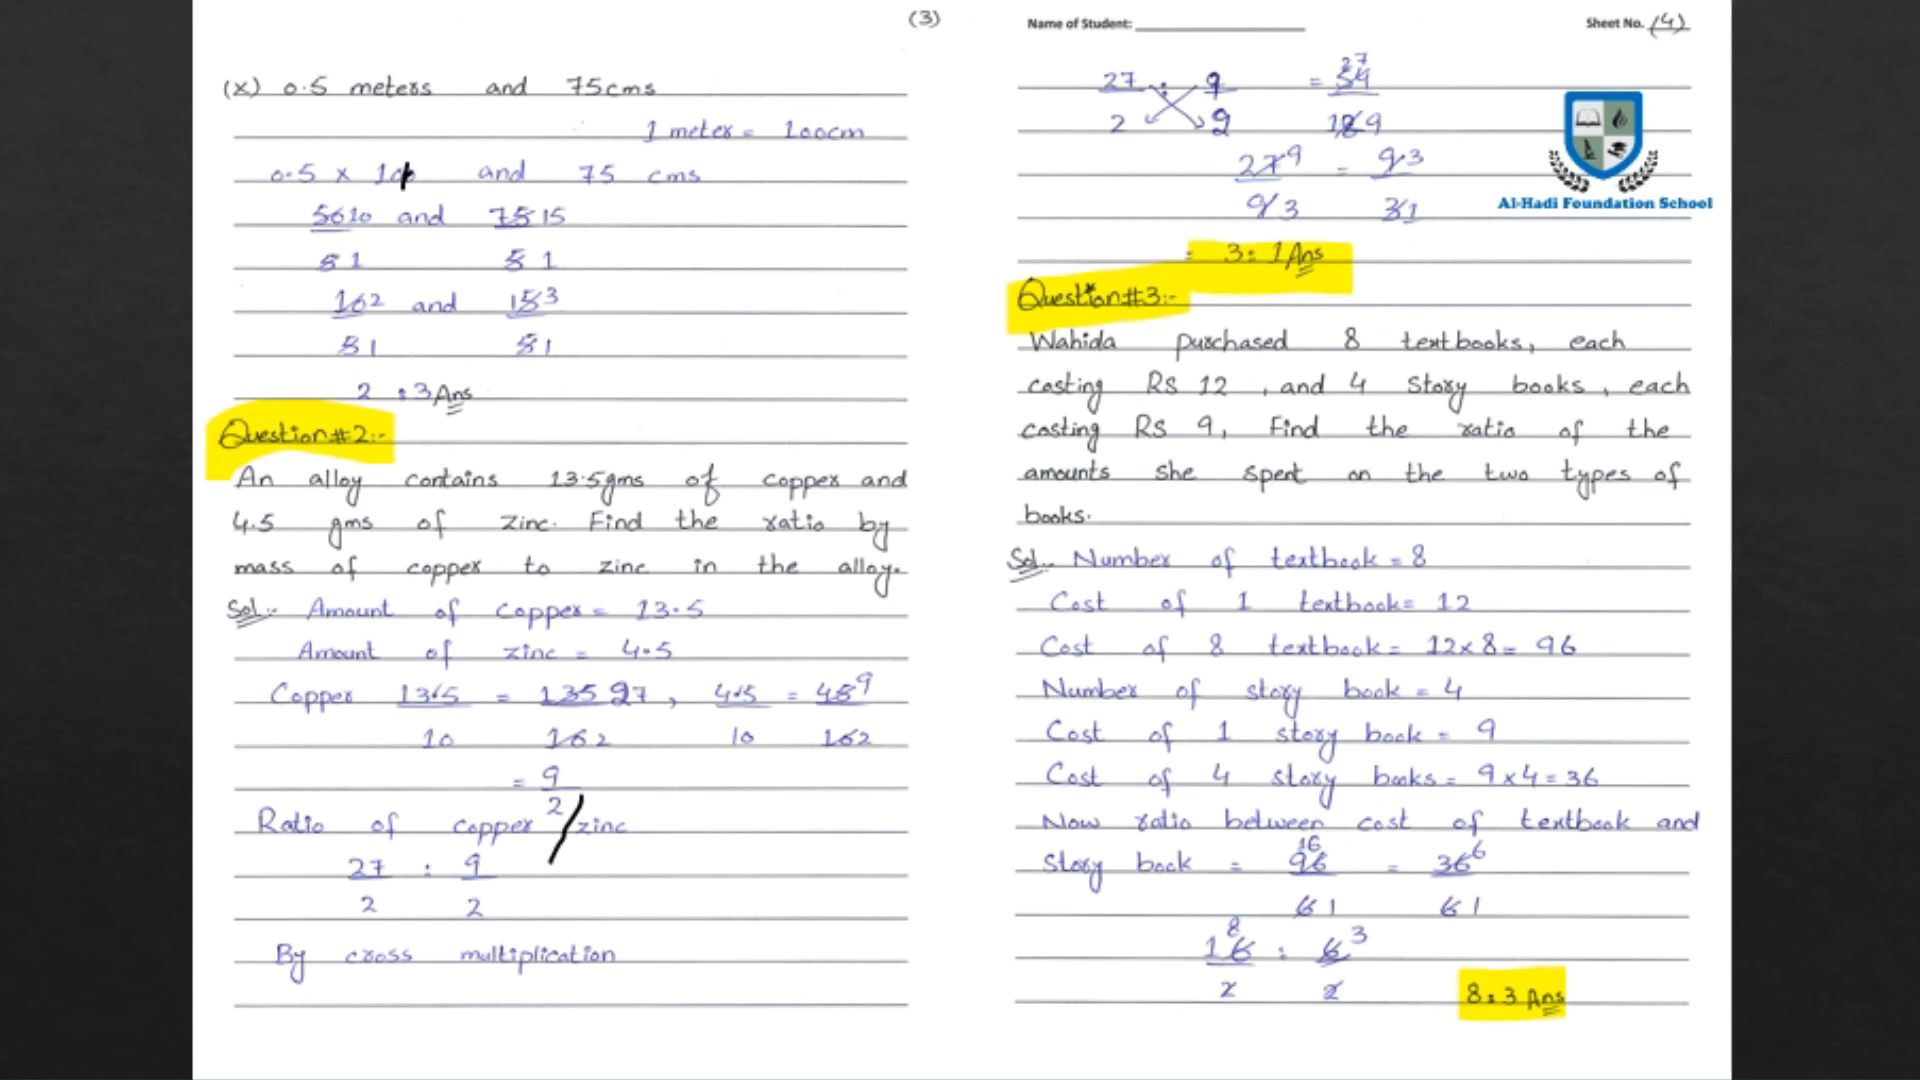 (3)
(x) 0.5 meters and 75cms
1 meter = 100cm
0.5 x 10 and 75 cms
5010 and 7515
51 51
102 and 153
51 51
2 : 3 Ans
Question#2:-
An alloy contains 13.5gms of copper and
4.5 gms of zinc. Find the ratio by
mass of copper to zinc in the alloy.
Sol:- Amount of copper = 13.5
Amount of zinc = 4.5
Copper 13.5 = 135 27 , 4.5 = 45 9
10 10 2 10 10 2
= 9
2
Ratio of copper / zinc
27 : 9
2 2
By cross multiplication
Name of Student: Sheet No. (4)
27 : 9 = 54 27
2 2 18 9
27 9 = 9 3
9 3 3 1
= 3 : 1 Ans
Question#3:-
Wahida purchased 8 textbooks, each
costing Rs 12, and 4 Story books, each
costing Rs 9, Find the ratio of the
amounts she spent on the two types of
books.
Sol:- Number of textbook = 8
Cost of 1 textbook = 12
Cost of 8 textbook = 12x8 = 96
Number of story book = 4
Cost of 1 story book = 9
Cost of 4 story books = 9x4 = 36
Now ratio between cost of textbook and
Story book = 96 16 = 36 6
6 1 6 1
16 8 : 6 3
2 2
8 : 3 Ans
Al-Hadi Foundation School